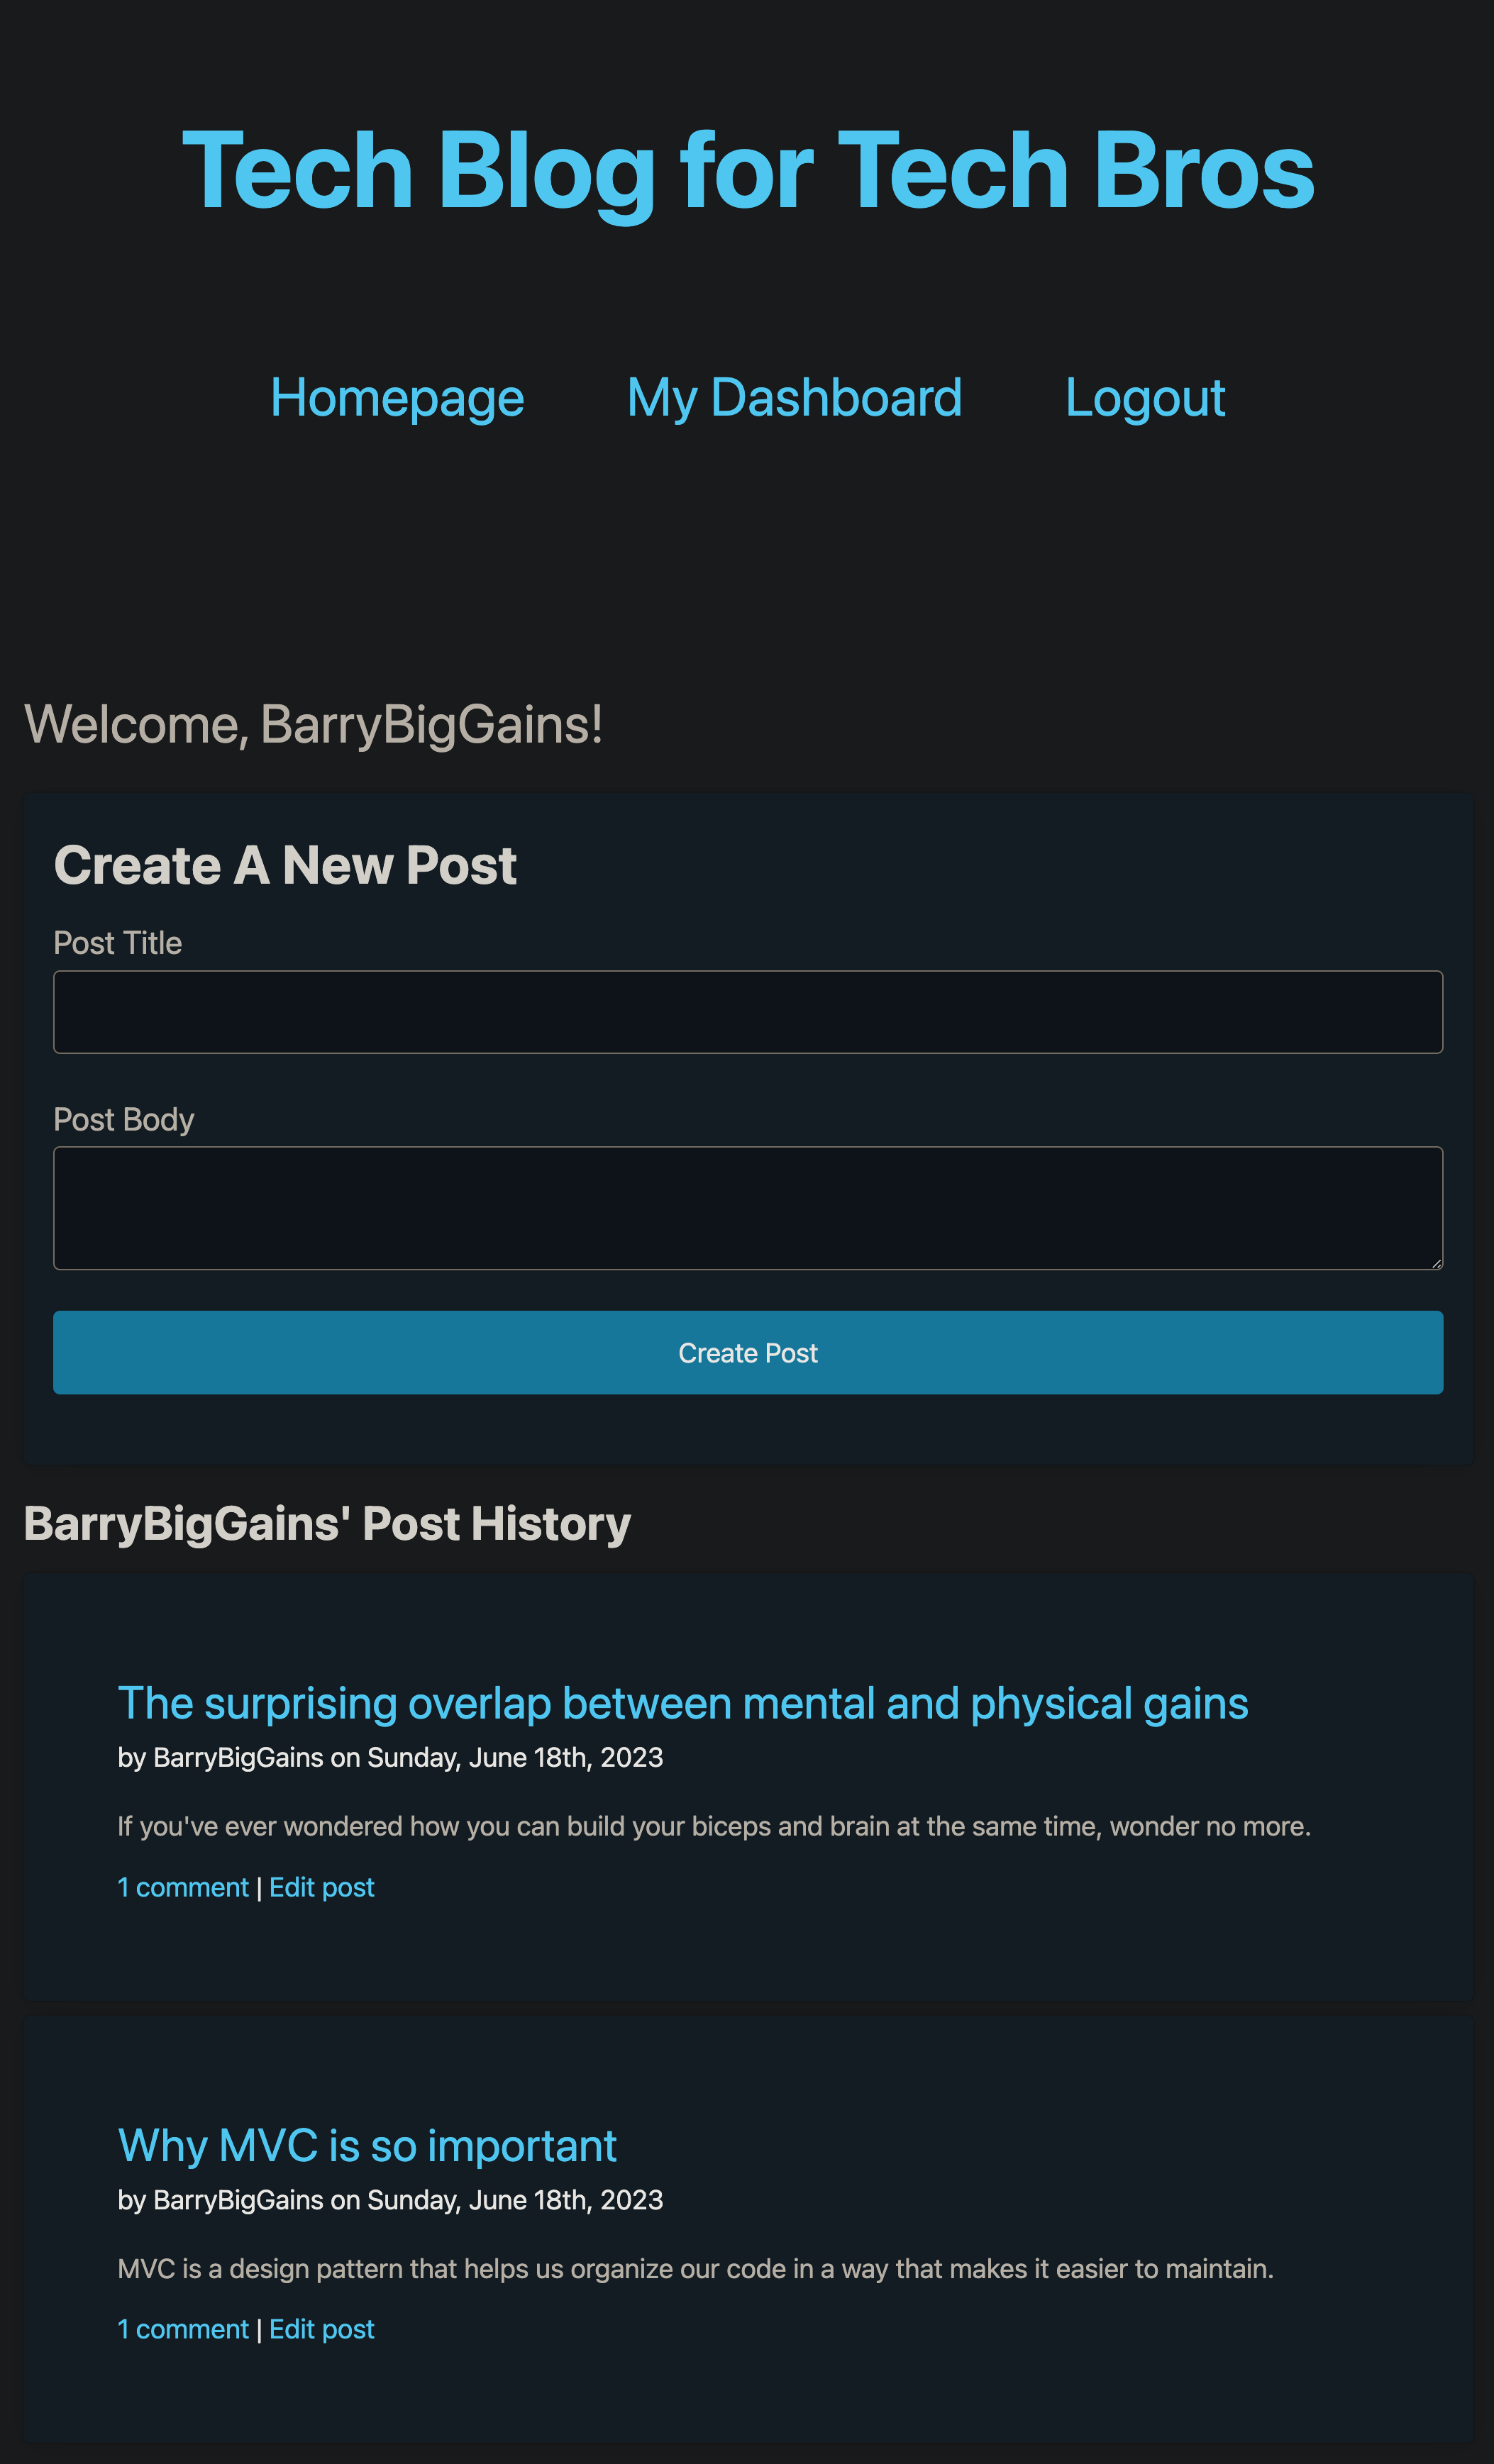 Tech Blog for Tech Bros
Homepage My Dashboard Logout
Welcome, BarryBigGains!
Create A New Post
Post Title
Post Body
Create Post
BarryBigGains' Post History
The surprising overlap between mental and physical gains
by BarryBigGains on Sunday, June 18th, 2023
If you've ever wondered how you can build your biceps and brain at the same time, wonder no more.
1 comment | Edit post
Why MVC is so important
by BarryBigGains on Sunday, June 18th, 2023
MVC is a design pattern that helps us organize our code in a way that makes it easier to maintain.
1 comment | Edit post